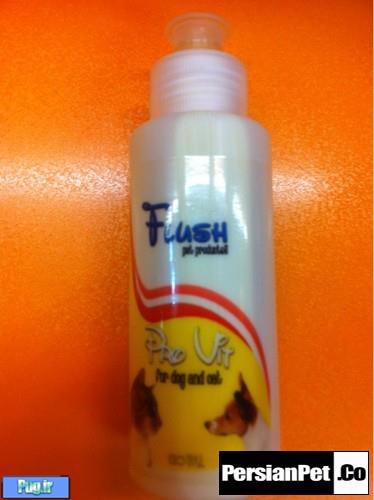 Flush
pet products
Pro Vit
for dog and cat
PersianPet.Co
Pug.ir